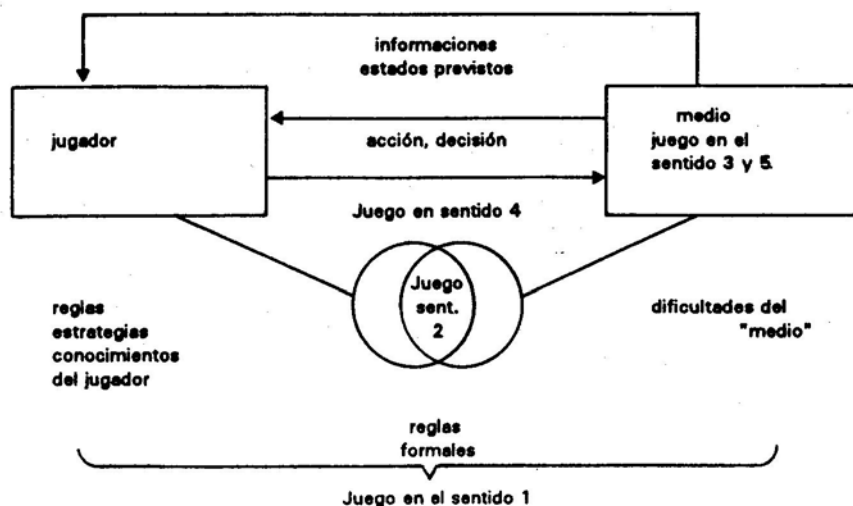 informaciones
estados previstos
jugador
acción, decisión
medio
juego en el
sentido 3 y 5.
Juego en sentido 4
Juego
sent.
2
reglas
estrategias
conocimientos
del jugador
dificultades del
"medio"
reglas
formales
Juego en el sentido 1